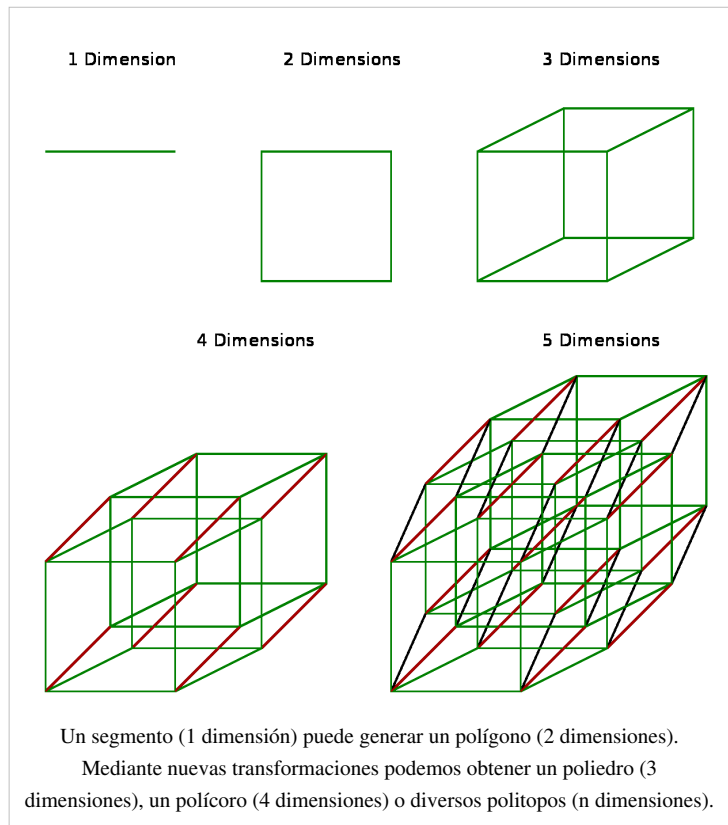 1 Dimension
2 Dimensions
3 Dimensions
4 Dimensions
5 Dimensions
Un segmento (1 dimensión) puede generar un polígono (2 dimensiones).
Mediante nuevas transformaciones podemos obtener un poliedro (3
dimensiones), un polícoro (4 dimensiones) o diversos politopos (n dimensiones).